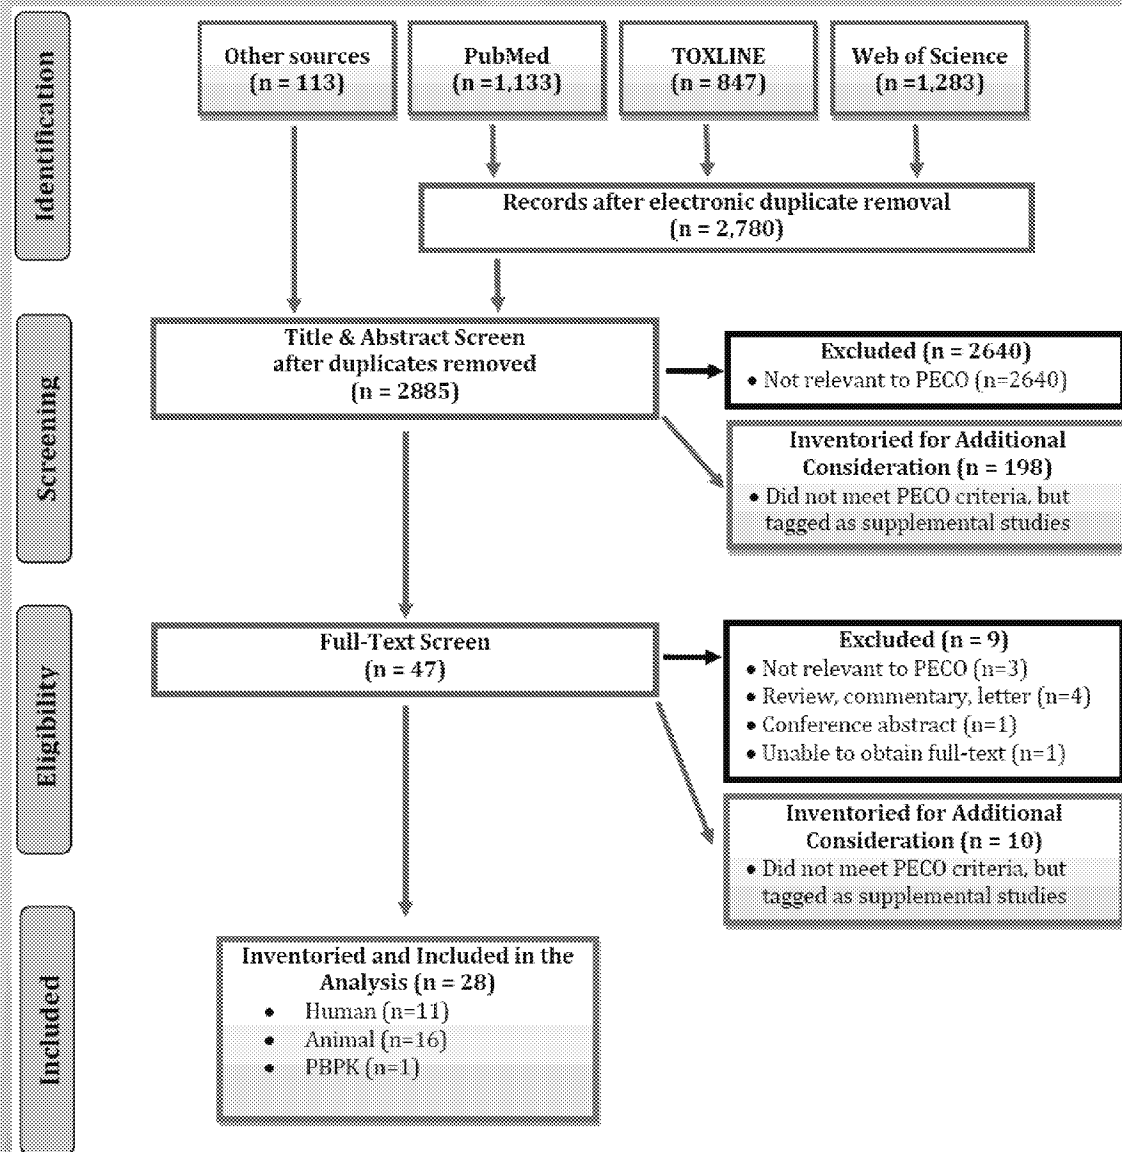 Identification
Other sources
(n = 113)
PubMed
(n =1,133)
TOXLINE
(n = 847)
Web of Science
(n =1,283)
Records after electronic duplicate removal
(n = 2,780)
Screening
Title & Abstract Screen
after duplicates removed
(n = 2885)
Excluded (n = 2640)
• Not relevant to PECO (n=2640)
Inventoried for Additional
Consideration (n = 198)
• Did not meet PECO criteria, but
tagged as supplemental studies
Eligibility
Full-Text Screen
(n = 47)
Excluded (n = 9)
• Not relevant to PECO (n=3)
• Review, commentary, letter (n=4)
• Conference abstract (n=1)
• Unable to obtain full-text (n=1)
Inventoried for Additional
Consideration (n = 10)
• Did not meet PECO criteria, but
tagged as supplemental studies
Included
Inventoried and Included in the
Analysis (n = 28)
• Human (n=11)
• Animal (n=16)
• PBPK (n=1)